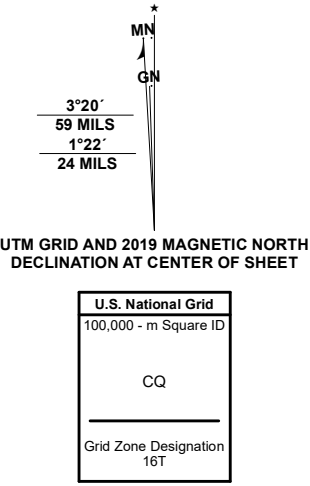 MN
GN
3°20´
59 MILS
1°22´
24 MILS
UTM GRID AND 2019 MAGNETIC NORTH
DECLINATION AT CENTER OF SHEET
U.S. National Grid
100,000 - m Square ID
CQ
Grid Zone Designation
16T